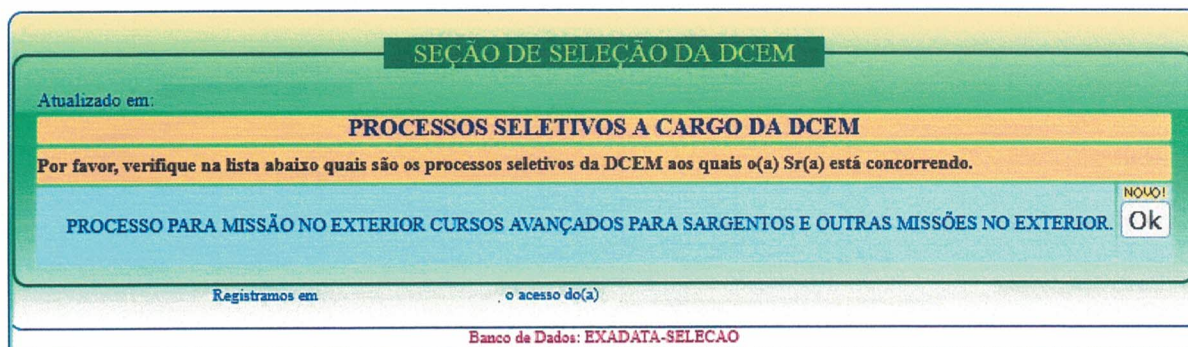 SEÇÃO DE SELEÇÃO DA DCEM
Atualizado em:
PROCESSOS SELETIVOS A CARGO DA DCEM
Por favor, verifique na lista abaixo quais são os processos seletivos da DCEM aos quais o(a) Sr(a) está concorrendo.
NOVO!
PROCESSO PARA MISSÃO NO EXTERIOR CURSOS AVANÇADOS PARA SARGENTOS E OUTRAS MISSÕES NO EXTERIOR. Ok
Registramos em , o acesso do(a)
Banco de Dados: EXADATA-SELECAO